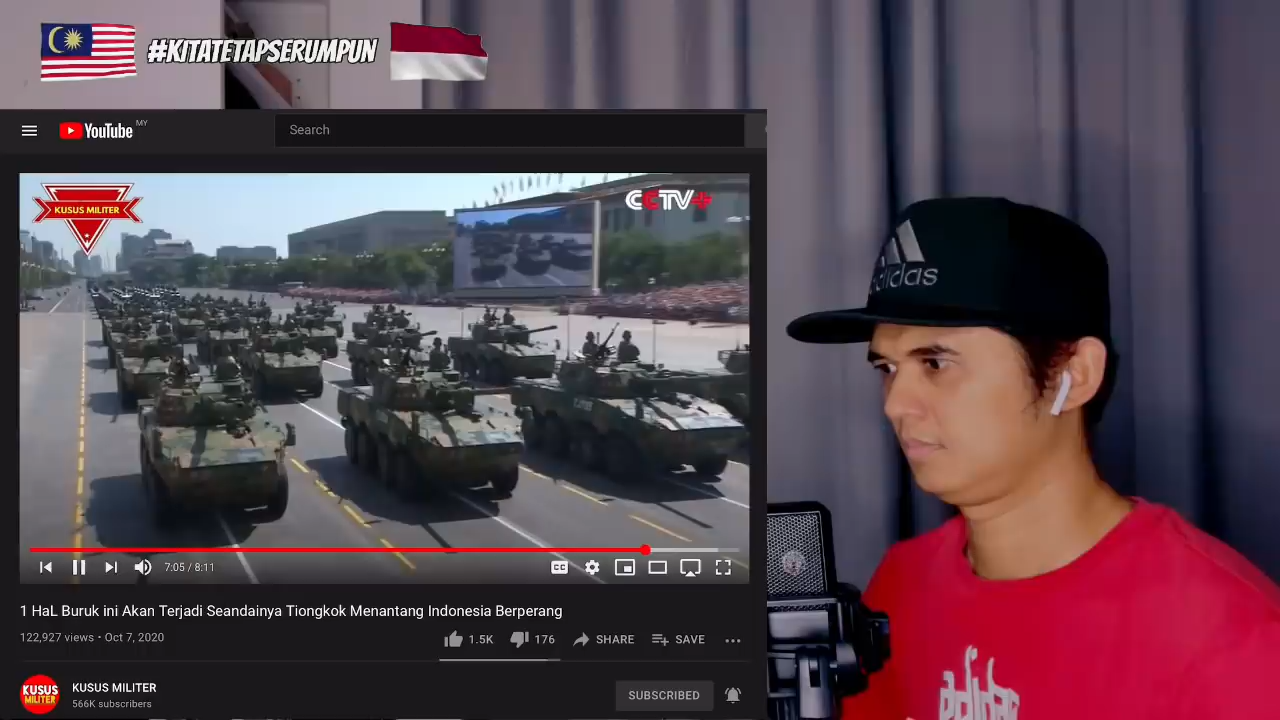 #KITATETAPSERUMPUN
YouTube MY
Search
KUSUS MILITER
CCTV+
adidas
7:05 / 8:11
CC
1 HaL Buruk ini Akan Terjadi Seandainya Tiongkok Menantang Indonesia Berperang
122,927 views • Oct 7, 2020
1.5K
176
SHARE
SAVE
KUSUS MILITER
KUSUS MILITER
566K subscribers
SUBSCRIBED
adidas